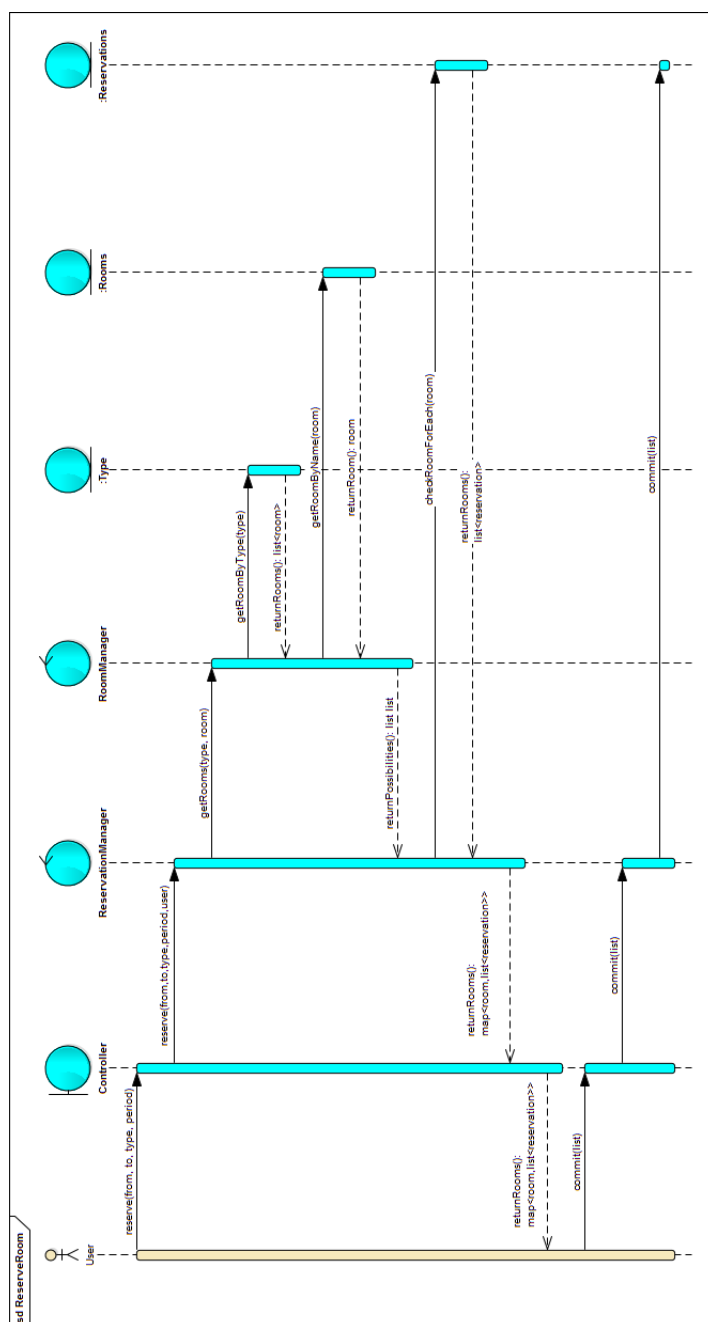 sd ReserveRoom
User
Controller
ReservationManager
RoomManager
:Type
:Rooms
:Reservations
reserve(from, to, type, period)
reserve(from,to,type,period,user)
getRooms(type, room)
getRoomByType(type)
returnRooms(): list<room>
getRoomByName(room)
returnRoom(): room
returnPossibilities(): list list
checkRoomForEach(room)
returnRooms():
list<reservation>
returnRooms():
map<room,list<reservation>>
returnRooms():
map<room,list<reservation>>
commit(list)
commit(list)
commit(list)